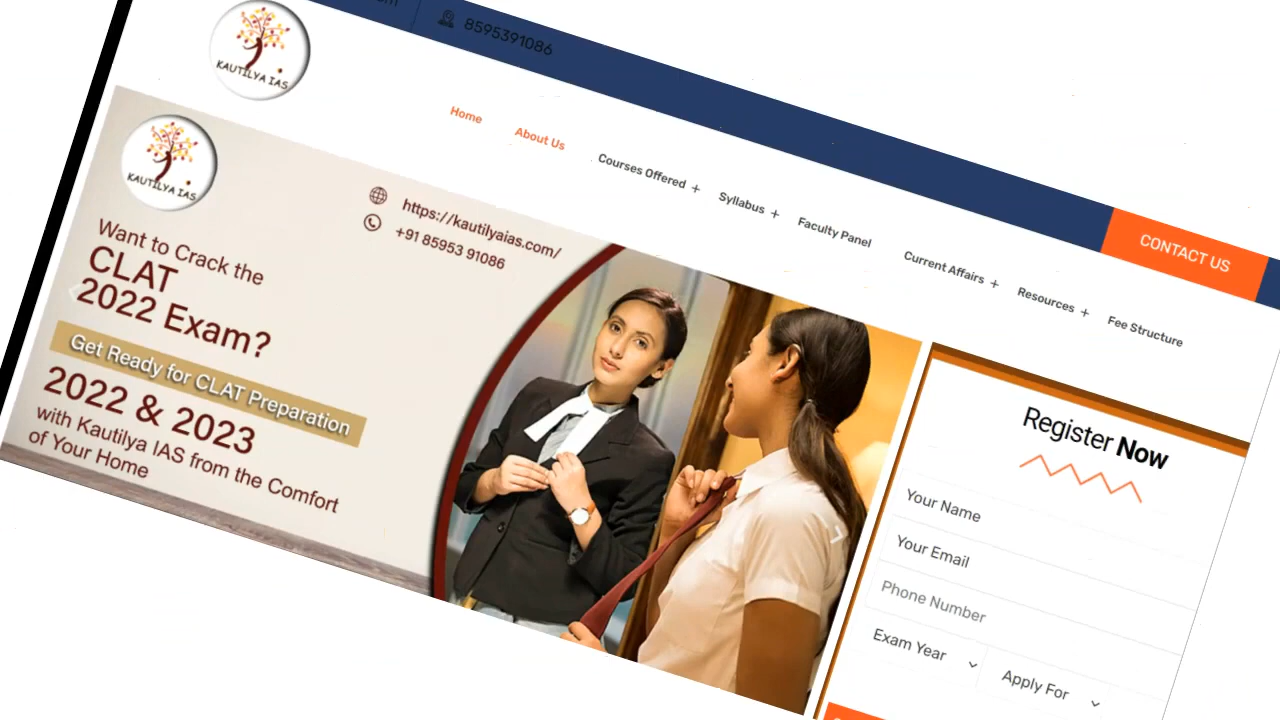 8595391086
KAUTILYA IAS
Home
About Us
Courses Offered +
Syllabus +
Faculty Panel
Current Affairs +
Resources +
Fee Structure
CONTACT US
KAUTILYA IAS
https://kautilyaias.com/
+91 85953 91086
Want to Crack the
CLAT
2022 Exam?
Get Ready for CLAT Preparation
2022 & 2023
with Kautilya IAS from the Comfort
of Your Home
Register Now
Your Name
Your Email
Phone Number
Exam Year
Apply For